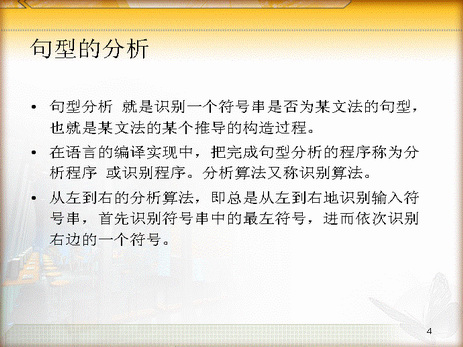 句型的分析
• 句型分析 就是识别一个符号串是否为某文法的句型，
也就是某文法的某个推导的构造过程。
• 在语言的编译实现中，把完成句型分析的程序称为分
析程序 或识别程序。分析算法又称识别算法。
• 从左到右的分析算法，即总是从左到右地识别输入符
号串，首先识别符号串中的最左符号，进而依次识别
右边的一个符号。
4